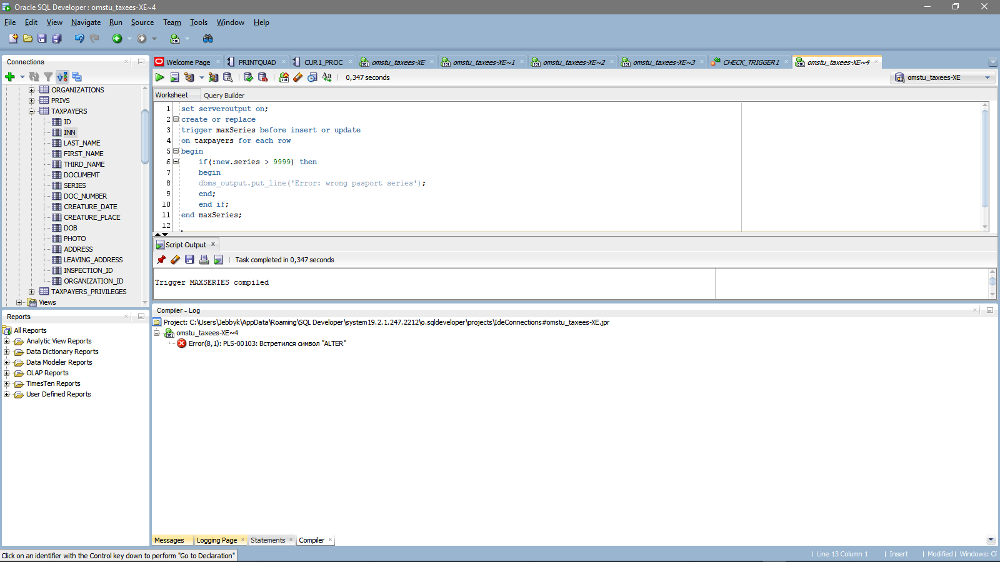 Oracle SQL Developer : omstu_taxees-XE~4
File Edit View Navigate Run Source Team Tools Window Help
Connections
Welcome Page PRINTQUAD CUR1_PROC omstu_taxees-XE omstu_taxees-XE~1 omstu_taxees-XE~2 omstu_taxees-XE~3 CHECK_TRIGGER1 omstu_taxees-XE~4
0,347 seconds
omstu_taxees-XE
ORGANIZATIONS
PRIVS
TAXPAYERS
ID
INN
LAST_NAME
FIRST_NAME
THIRD_NAME
DOCUMEMT
SERIES
DOC_NUMBER
CREATURE_DATE
CREATURE_PLACE
DOB
PHOTO
ADDRESS
LEAVING_ADDRESS
INSPECTION_ID
ORGANIZATION_ID
TAXPAYERS_PRIVILEGES
Views
Worksheet Query Builder
1 set serveroutput on;
2 create or replace
3 trigger maxSeries before insert or update
4 on taxpayers for each row
5 begin
6 if(:new.series > 9999) then
7 begin
8 dbms_output.put_line('Error: wrong pasport series');
9 end;
10 end if;
11 end maxSeries;
12
Script Output
Task completed in 0,347 seconds
Trigger MAXSERIES compiled
Reports
All Reports
Analytic View Reports
Data Dictionary Reports
Data Modeler Reports
OLAP Reports
TimesTen Reports
User Defined Reports
Compiler - Log
Project: C:\Users\Jebbyk\AppData\Roaming\SQL Developer\system19.2.1.247.2212\o.sqldeveloper\projects\IdeConnections#omstu_taxees-XE.jpr
omstu_taxees-XE~4
Error(8,1): PLS-00103: Встретился символ "ALTER"
Messages Logging Page Statements Compiler
Click on an identifier with the Control key down to perform "Go to Declaration"
Line 13 Column 1 Insert Modified Windows: CF